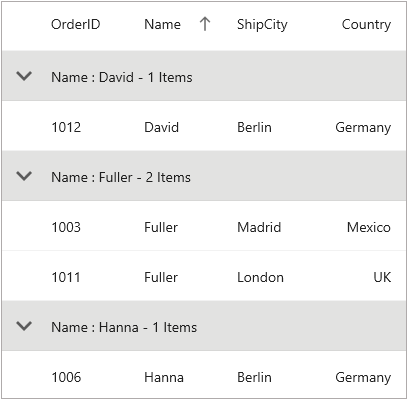 OrderID Name ShipCity Country
Name : David - 1 Items
1012 David Berlin Germany
Name : Fuller - 2 Items
1003 Fuller Madrid Mexico
1011 Fuller London UK
Name : Hanna - 1 Items
1006 Hanna Berlin Germany